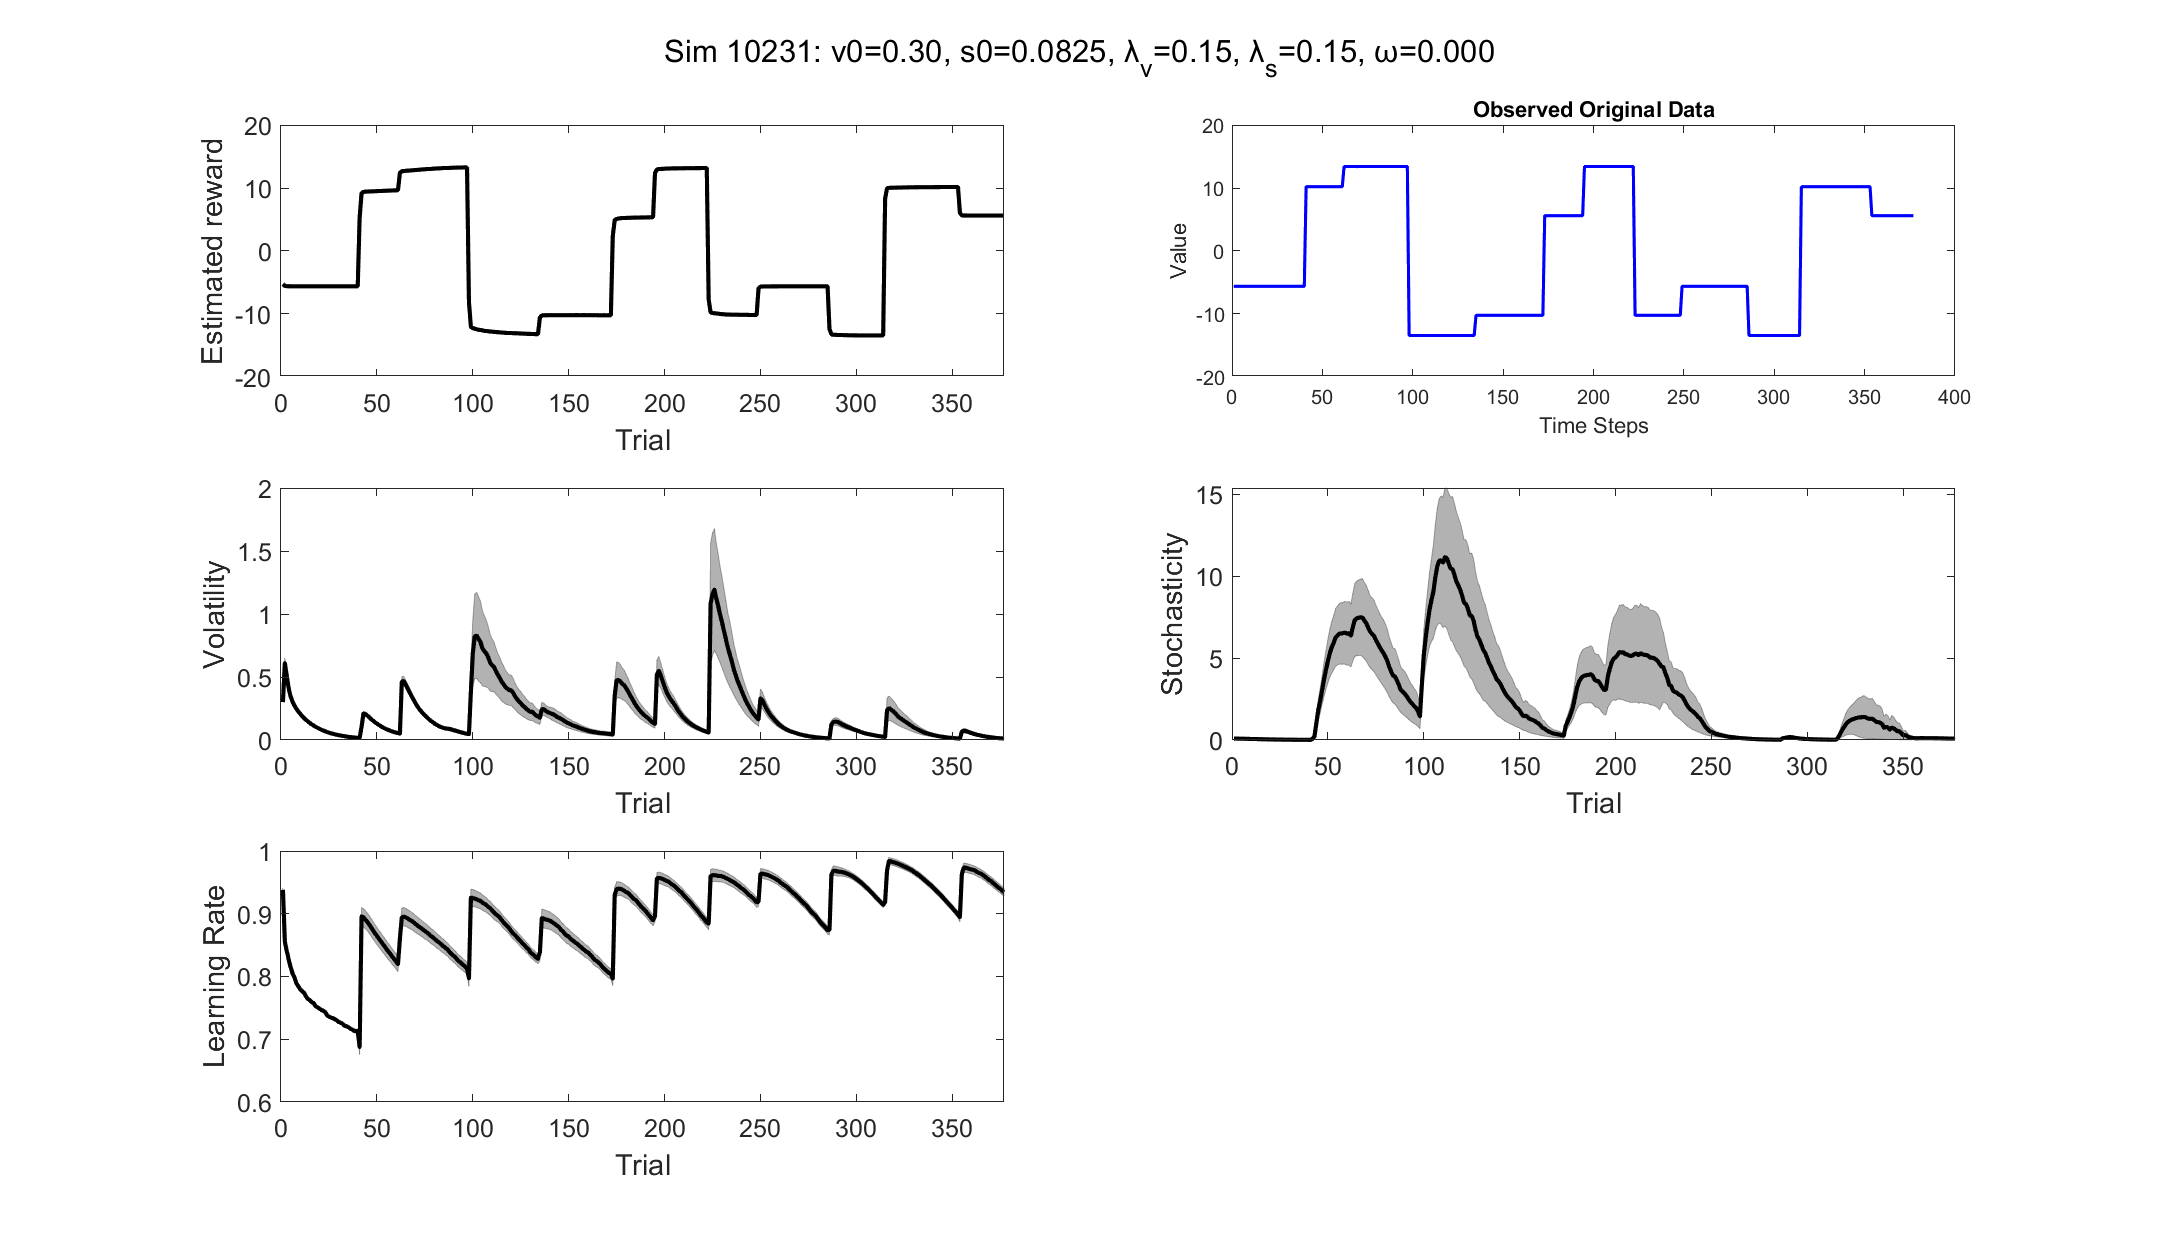 Sim 10231: v0=0.30, s0=0.0825, λ_v=0.15, λ_s=0.15, ω=0.000
20
10
0
-10
-20
Estimated reward
0 50 100 150 200 250 300 350
Trial
Observed Original Data
20
10
0
-10
-20
Value
0 50 100 150 200 250 300 350 400
Time Steps
2
1.5
1
0.5
0
Volatility
0 50 100 150 200 250 300 350
Trial
15
10
5
0
Stochasticity
0 50 100 150 200 250 300 350
Trial
1
0.9
0.8
0.7
0.6
Learning Rate
0 50 100 150 200 250 300 350
Trial